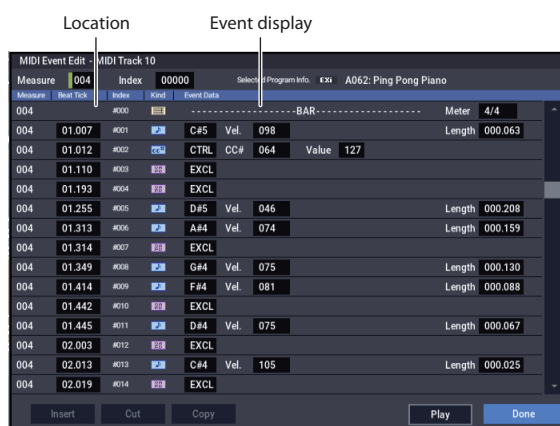 Location Event display
MIDI Event Edit - MIDI Track 10
Measure 004 Index 00000 Selected Program Info. EXi A062: Ping Pong Piano
Measure Beat Tick Index Kind Event Data
004 #000 --------------------BAR-------------------- Meter 4/4
004 01.007 #001 C#5 Vel. 098 Length 000.063
004 01.012 #002 CTRL CC# 064 Value 127
004 01.110 #003 EXCL
004 01.193 #004 EXCL
004 01.255 #005 D#5 Vel. 046 Length 000.208
004 01.313 #006 A#4 Vel. 074 Length 000.159
004 01.314 #007 EXCL
004 01.349 #008 G#4 Vel. 075 Length 000.130
004 01.414 #009 F#4 Vel. 081 Length 000.088
004 01.442 #010 EXCL
004 01.445 #011 D#4 Vel. 075 Length 000.067
004 02.003 #012 EXCL
004 02.013 #013 C#4 Vel. 105 Length 000.025
004 02.019 #014 EXCL
Insert Cut Copy Play Done